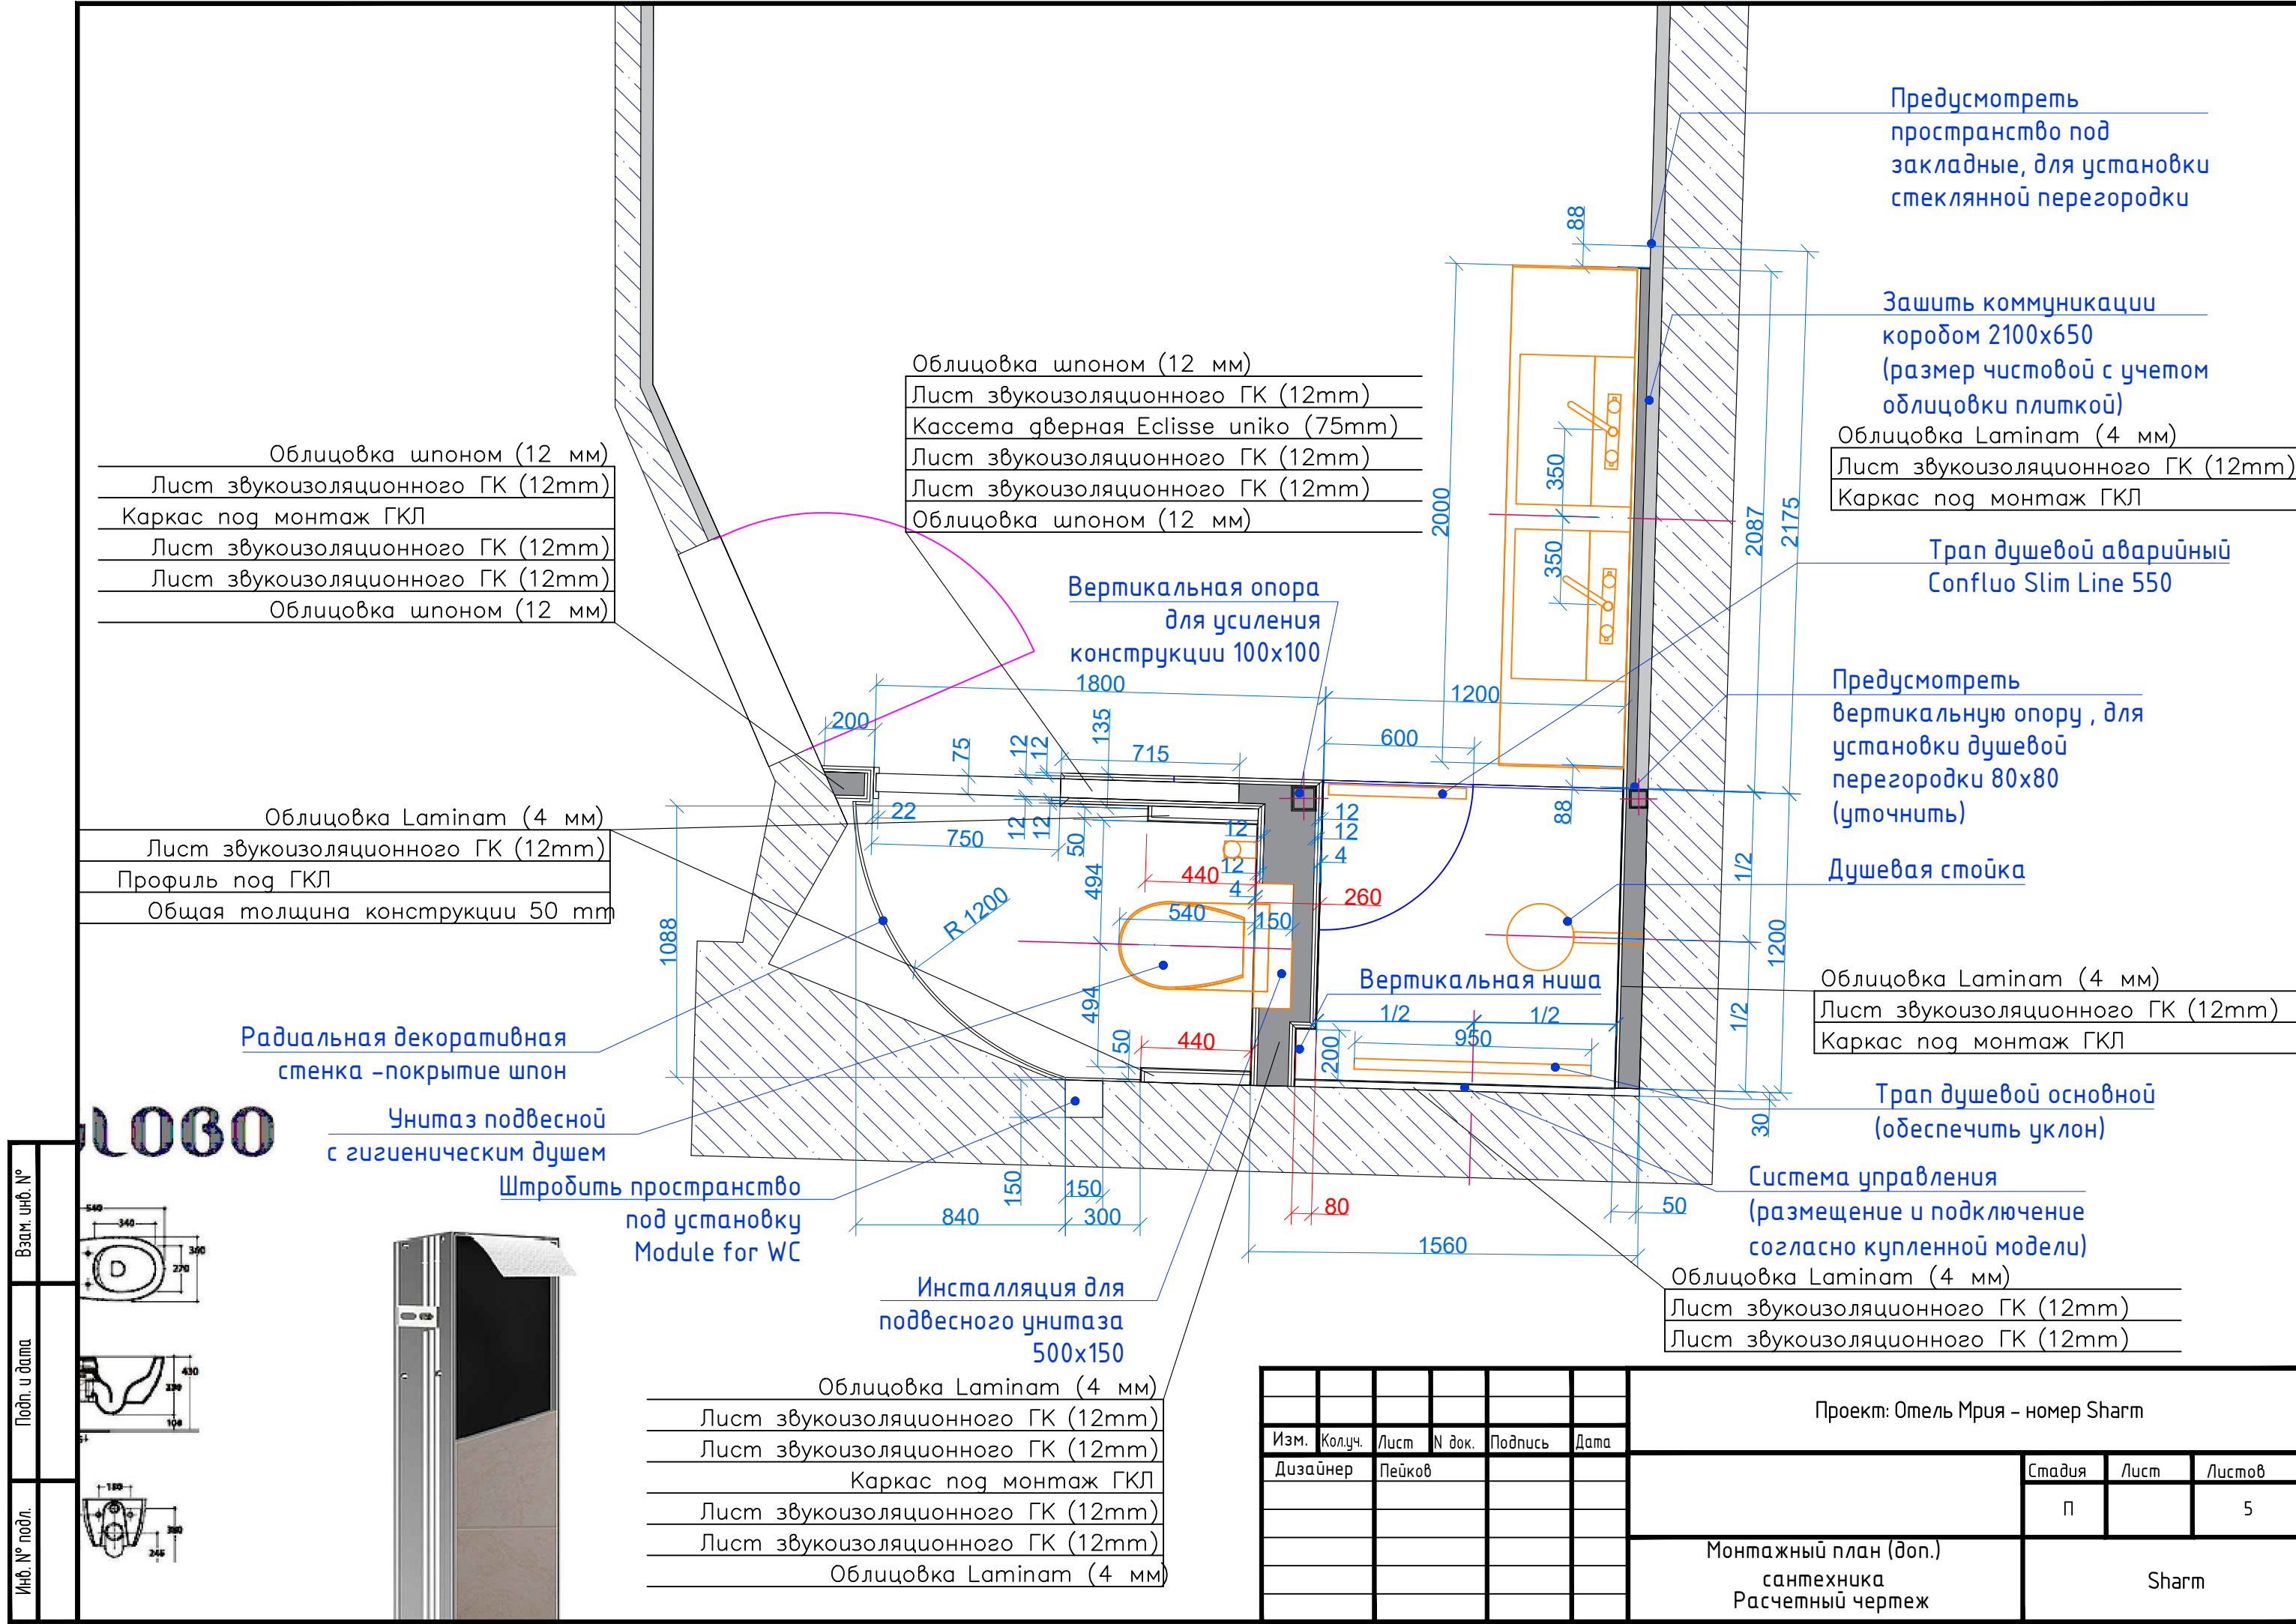 Предусмотреть
пространство под
закладные, для установки
стеклянной перегородки
88
Зашить коммуникации
коробом 2100х650
(размер чистовой с учетом
облицовки плиткой)
Облицовка Laminam (4 мм)
Лист звукоизоляционного ГК (12mm)
Каркас под монтаж ГКЛ
Облицовка шпоном (12 мм)
Лист звукоизоляционного ГК (12mm)
Кассета дверная Eclisse uniko (75mm)
Лист звукоизоляционного ГК (12mm)
Лист звукоизоляционного ГК (12mm)
Облицовка шпоном (12 мм)
Облицовка шпоном (12 мм)
Лист звукоизоляционного ГК (12mm)
Каркас под монтаж ГКЛ
Лист звукоизоляционного ГК (12mm)
Лист звукоизоляционного ГК (12mm)
Облицовка шпоном (12 мм)
350
2000
350
2087
2175
Трап душевой аварийный
Confluo Slim Line 550
Вертикальная опора
для усиления
конструкции 100х100
Предусмотреть
вертикальную опору , для
установки душевой
перегородки 80х80
(уточнить)
1800
1200
200
75
12
12
135
715
600
88
Облицовка Laminam (4 мм)
Лист звукоизоляционного ГК (12mm)
Профиль под ГКЛ
Общая толщина конструкции 50 mm
22
750
12
12
50
12
12
12
12
4
4
440
260
494
540
150
R 1200
1088
1/2
Душевая стойка
1200
1/2
Облицовка Laminam (4 мм)
Лист звукоизоляционного ГК (12mm)
Каркас под монтаж ГКЛ
Вертикальная ниша
1/2
1/2
950
200
494
50
440
Радиальная декоративная
стенка -покрытие шпон
Унитаз подвесной
с гигиеническим душем
Штробить пространство
под установку
Module for WC
Трап душевой основной
(обеспечить уклон)
30
Система управления
(размещение и подключение
согласно купленной модели)
150
150
840
300
80
50
1560
Инсталляция для
подвесного унитаза
500х150
Облицовка Laminam (4 мм)
Лист звукоизоляционного ГК (12mm)
Лист звукоизоляционного ГК (12mm)
Облицовка Laminam (4 мм)
Лист звукоизоляционного ГК (12mm)
Лист звукоизоляционного ГК (12mm)
Каркас под монтаж ГКЛ
Лист звукоизоляционного ГК (12mm)
Лист звукоизоляционного ГК (12mm)
Облицовка Laminam (4 мм)
540
340
360
270
430
230
108
180
245
Взам. инв. N°
Подп. и дата
Инв. N° подл.
Изм. Кол.уч. Лист N док. Подпись Дата
Дизайнер Пейков
Проект: Отель Мрия - номер Sharm
Стадия Лист Листов
П 5
Монтажный план (доп.)
сантехника
Расчетный чертеж
Sharm